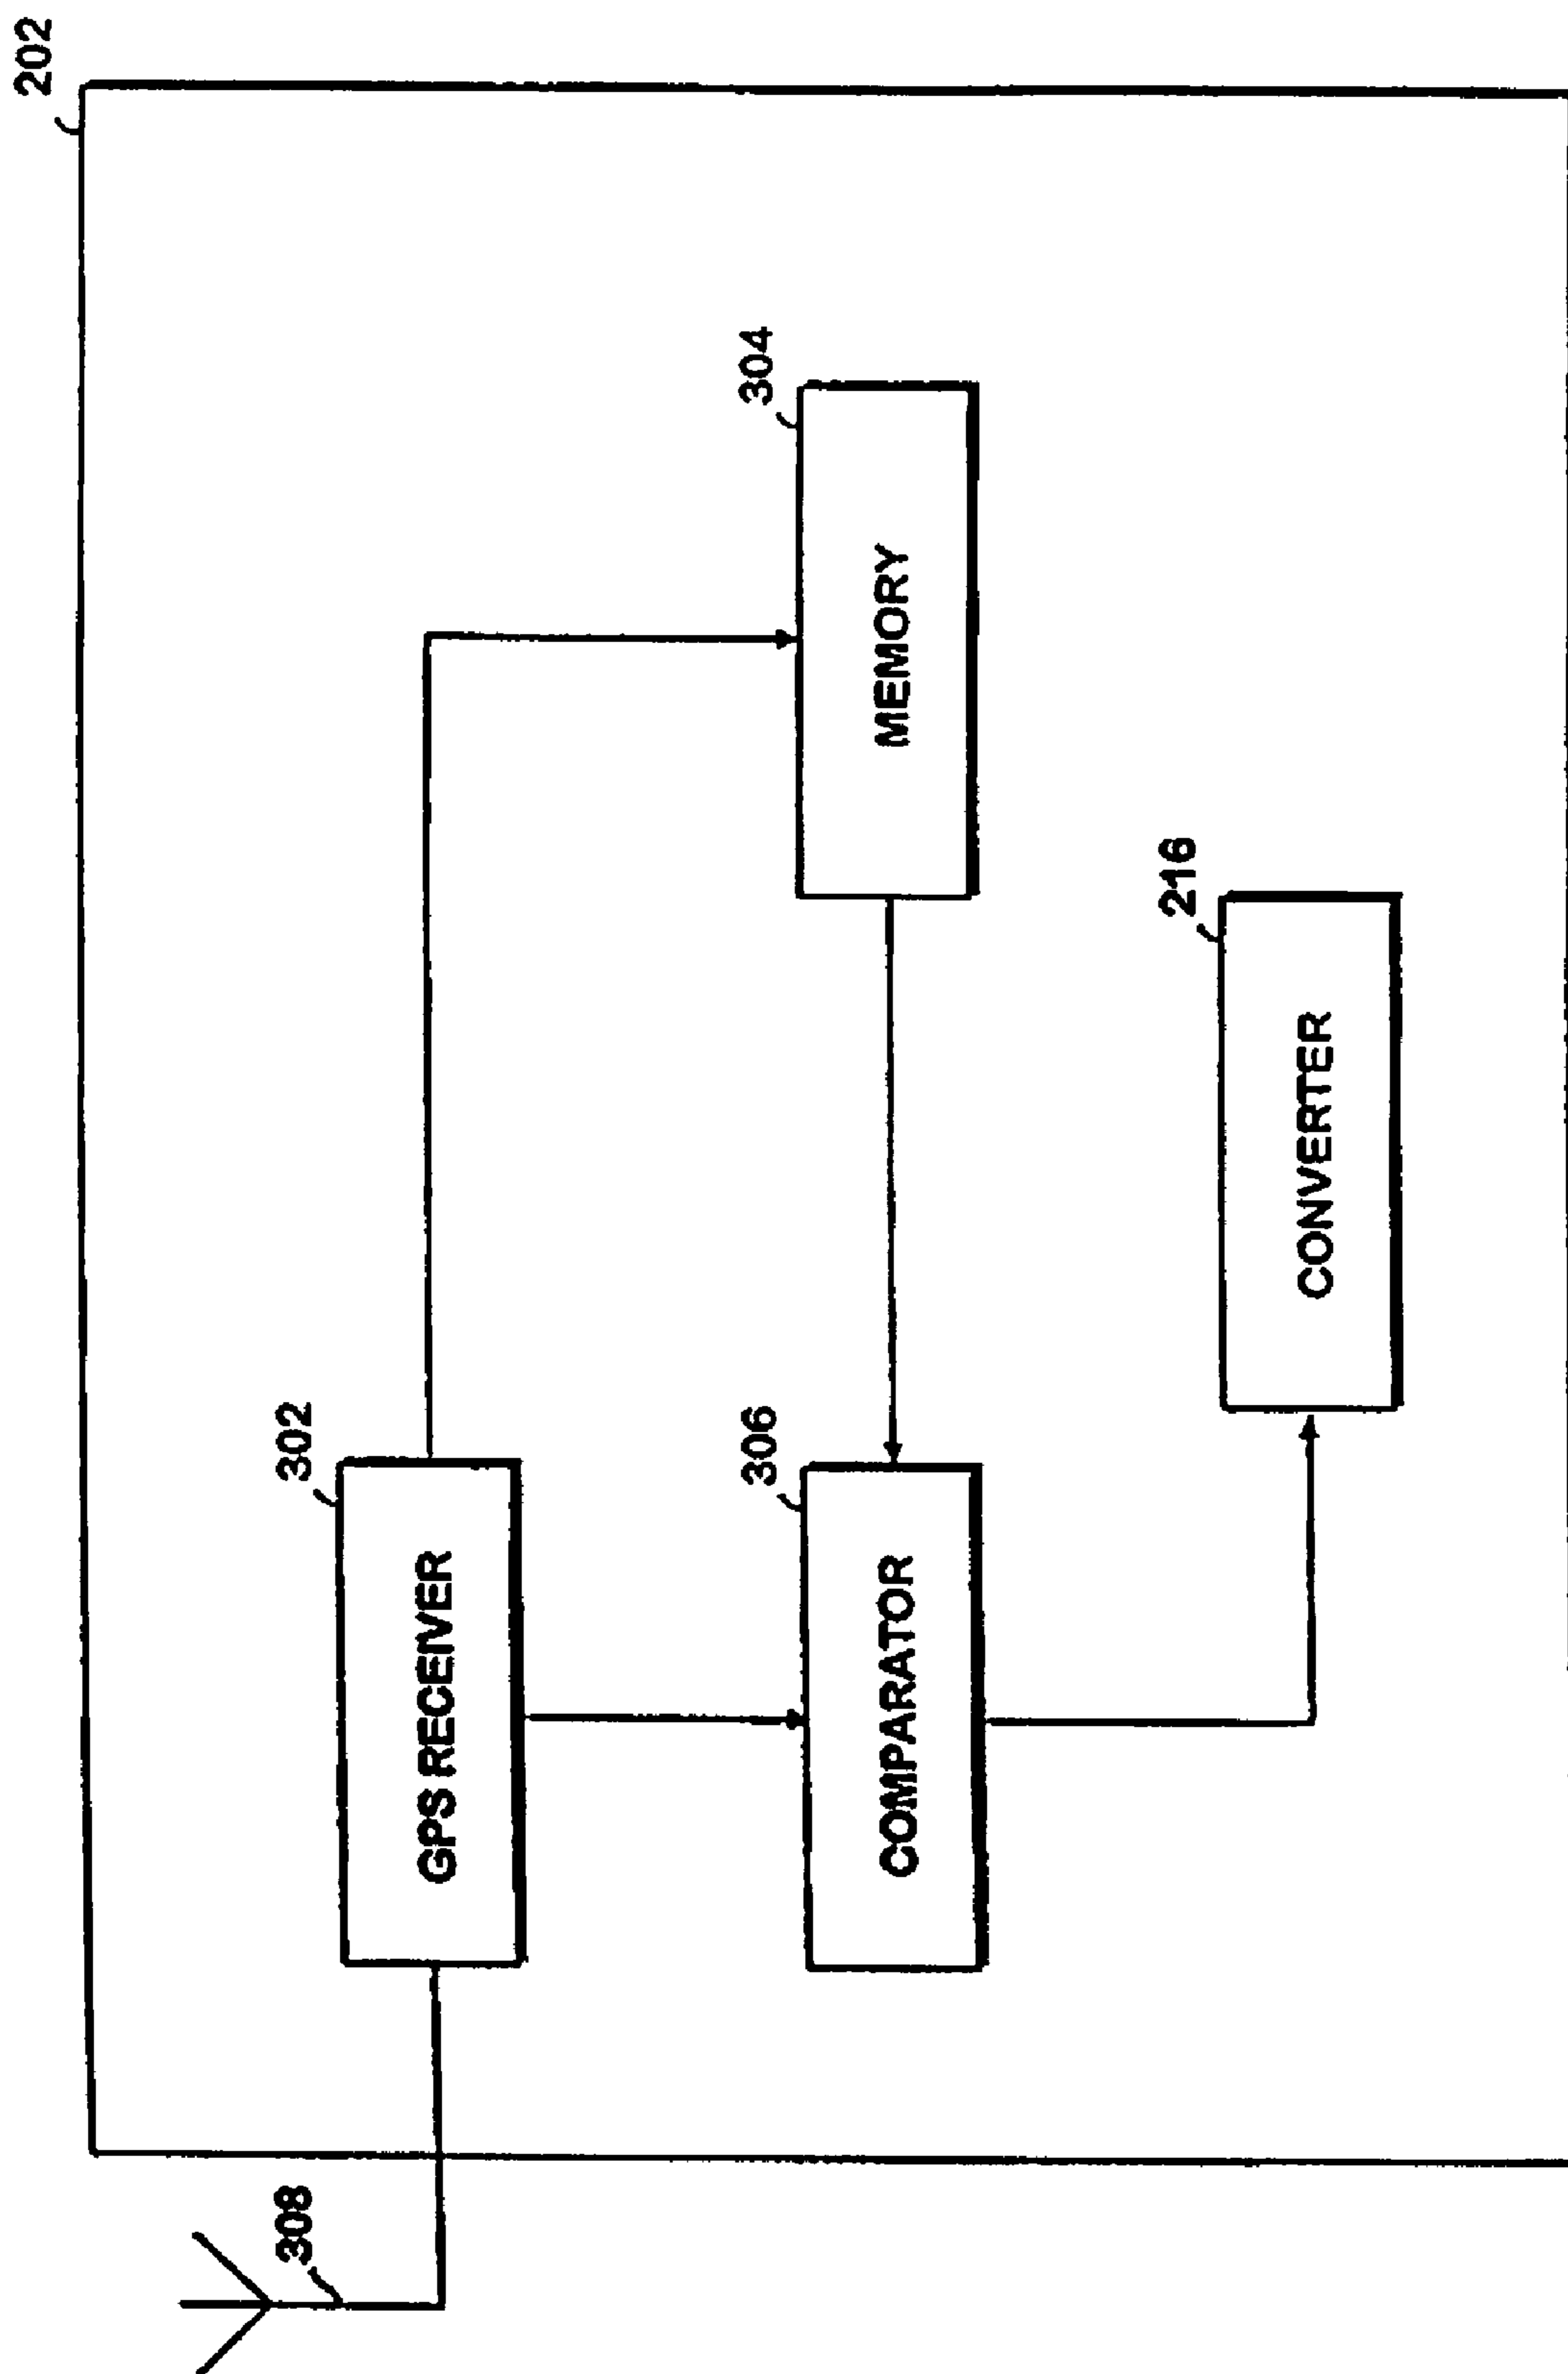 202
308
302
GPS RECEIVER
304
MEMORY
306
COMPARATOR
216
CONVERTER